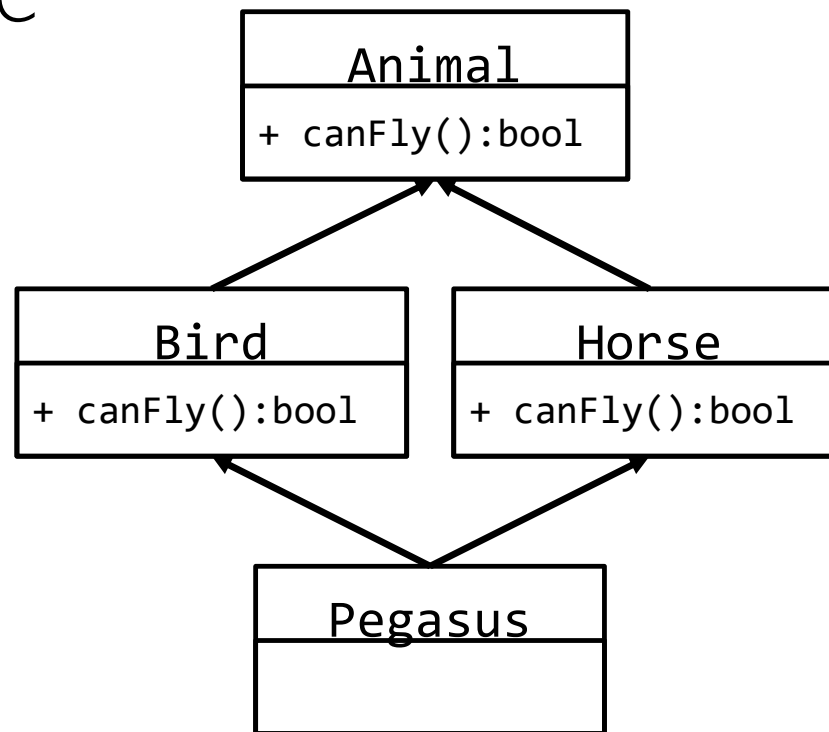 Animal
+ canFly():bool
Bird
+ canFly():bool
Horse
+ canFly():bool
Pegasus